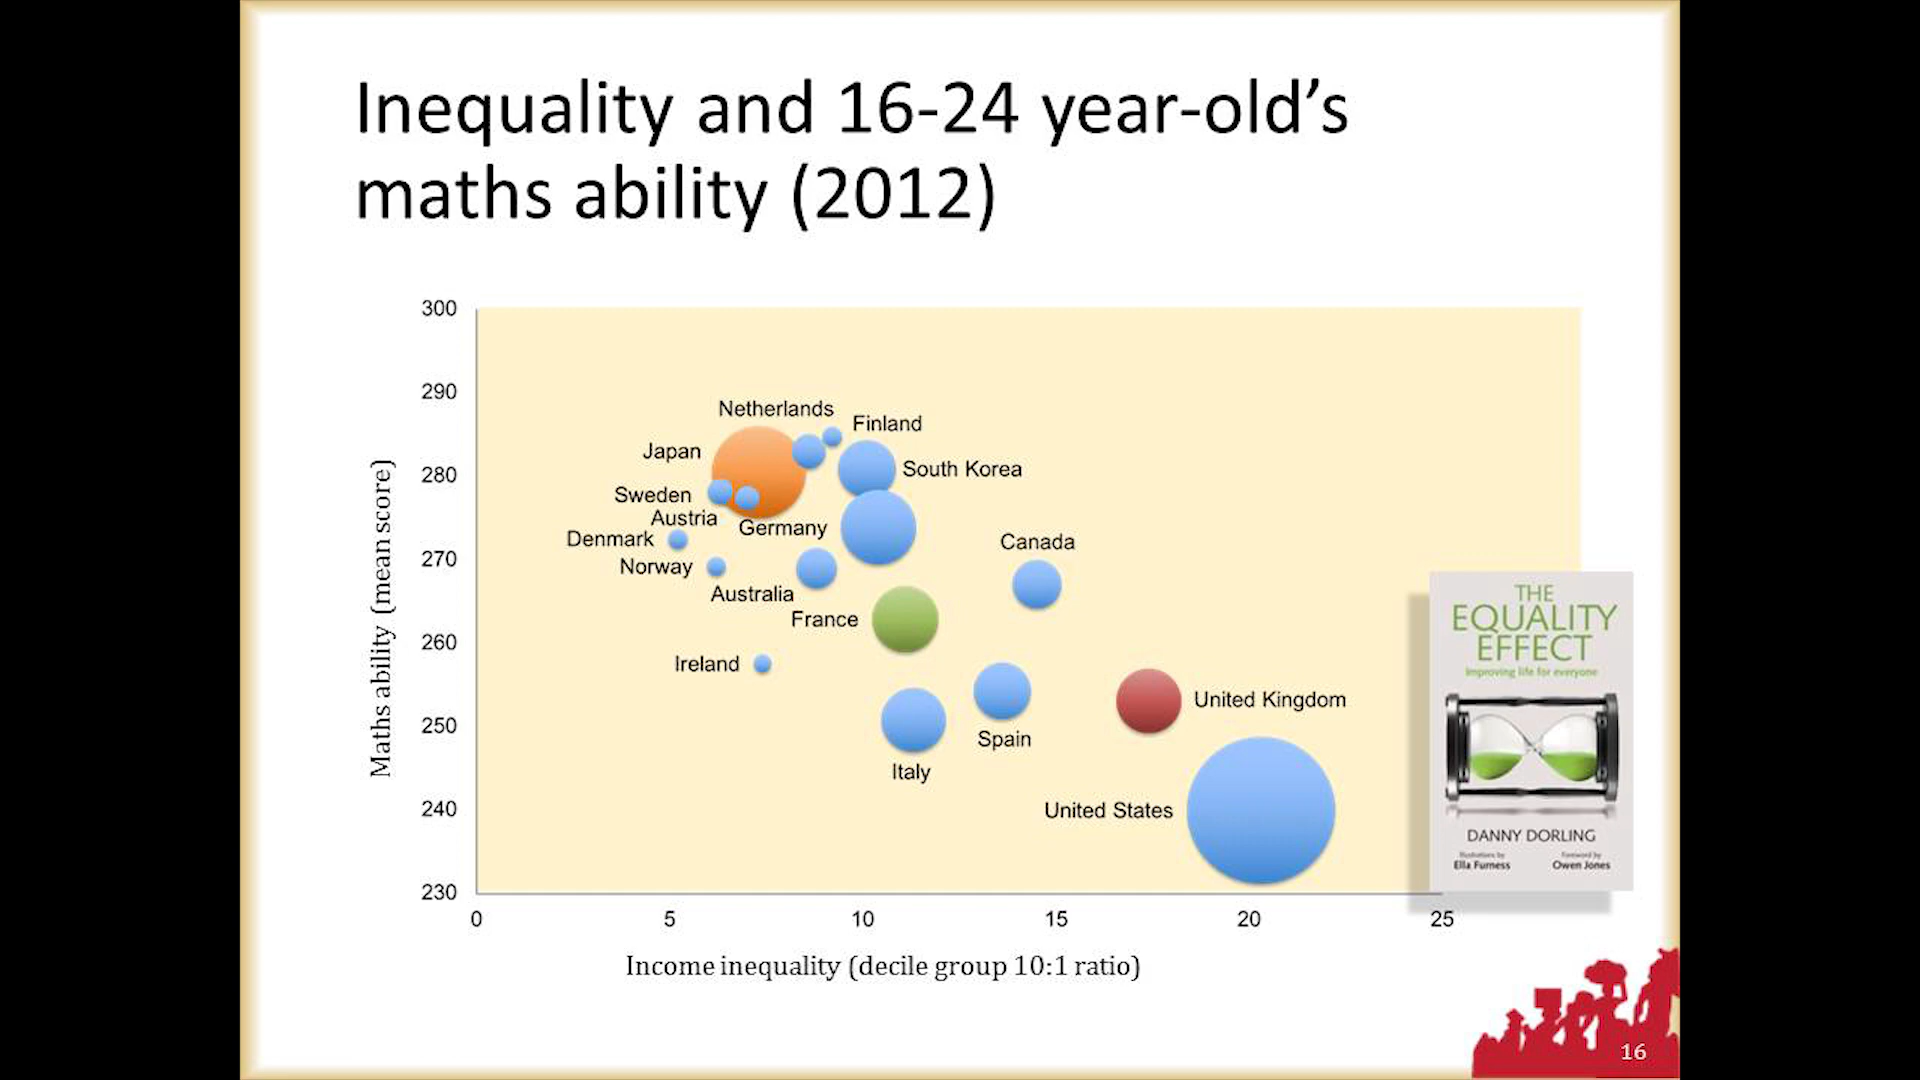 Inequality and 16-24 year-old's
maths ability (2012)
300
290
280
270
260
250
240
230
Maths ability (mean score)
Netherlands
Finland
Japan
South Korea
Sweden
Austria
Germany
Denmark
Canada
Norway
Australia
France
Ireland
United Kingdom
Spain
Italy
United States
0
5
10
15
20
25
Income inequality (decile group 10:1 ratio)
THE
EQUALITY
EFFECT
Improving life for everyone
DANNY DORLING
Illustrations by
Ella Furness
Foreword by
Owen Jones
16